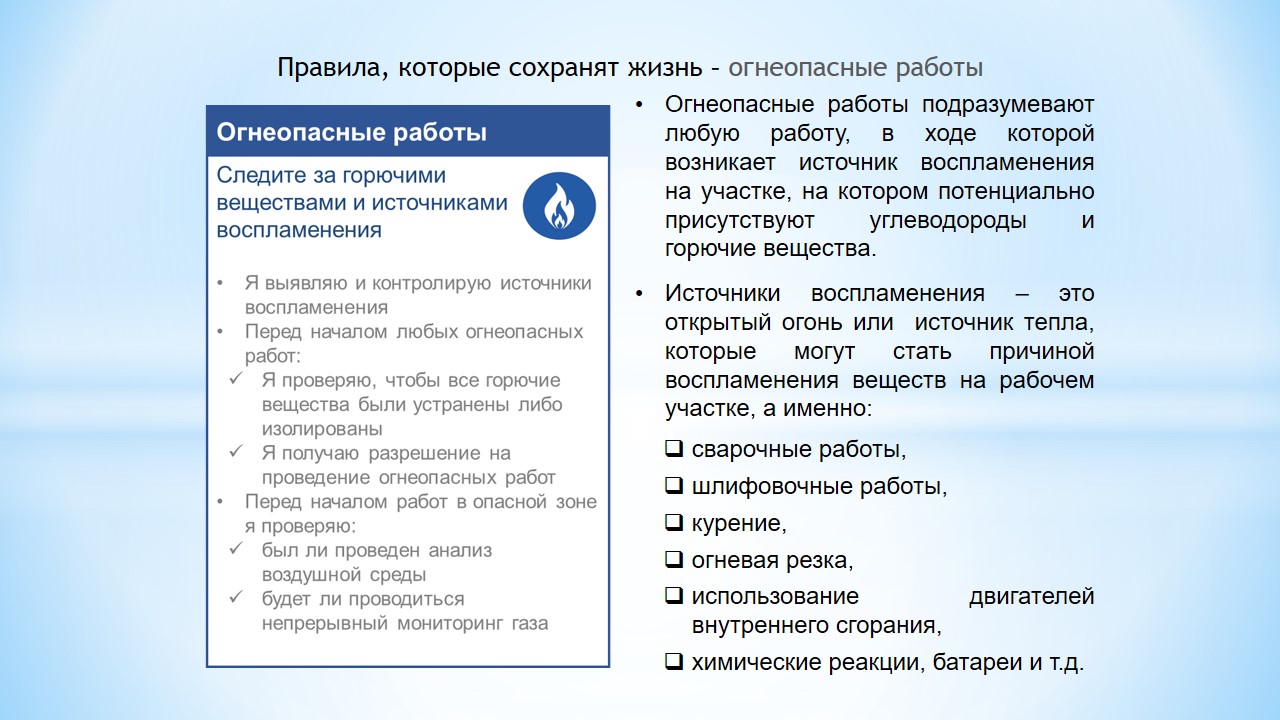 Правила, которые сохранят жизнь - огнеопасные работы
Огнеопасные работы
Следите за горючими
веществами и источниками
воспламенения
• Я выявляю и контролирую источники
воспламенения
• Перед началом любых огнеопасных
работ:
✓ Я проверяю, чтобы все горючие
вещества были устранены либо
изолированы
✓ Я получаю разрешение на
проведение огнеопасных работ
• Перед началом работ в опасной зоне
я проверяю:
✓ был ли проведен анализ
воздушной среды
✓ будет ли проводиться
непрерывный мониторинг газа
• Огнеопасные работы подразумевают
любую работу, в ходе которой
возникает источник воспламенения
на участке, на котором потенциально
присутствуют углеводороды и
горючие вещества.
• Источники воспламенения – это
открытый огонь или источник тепла,
которые могут стать причиной
воспламенения веществ на рабочем
участке, а именно:
❑ сварочные работы,
❑ шлифовочные работы,
❑ курение,
❑ огневая резка,
❑ использование двигателей
внутреннего сгорания,
❑ химические реакции, батареи и т.д.